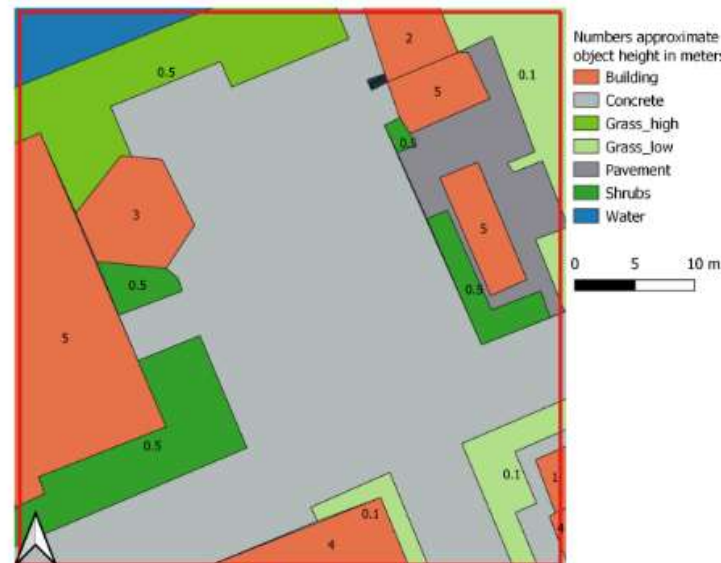 Numbers approximate
object height in meters
Building
Concrete
Grass_high
Grass_low
Pavement
Shrubs
Water
0 5 10 m
2
0.5
0.1
5
0.5
3
5
0.5
0.5
5
0.5
0.1
0.1
4
4